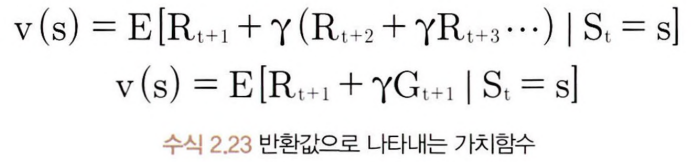 v(s) = E[R_{t+1} + γ(R_{t+2} + γR_{t+3} ⋯) | S_t = s]
v(s) = E[R_{t+1} + γG_{t+1} | S_t = s]
수식 2.23 반환값으로 나타내는 가치함수